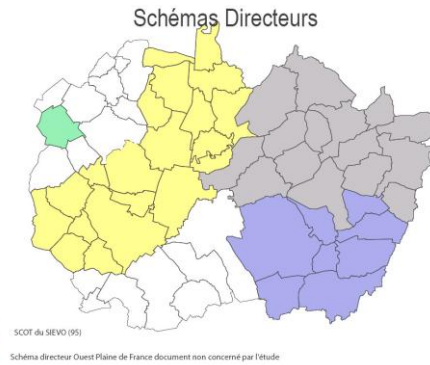 Schémas Directeurs
SCOT du SIEVO (95)
Schéma directeur Ouest Plaine de France document non concerné par l'étude